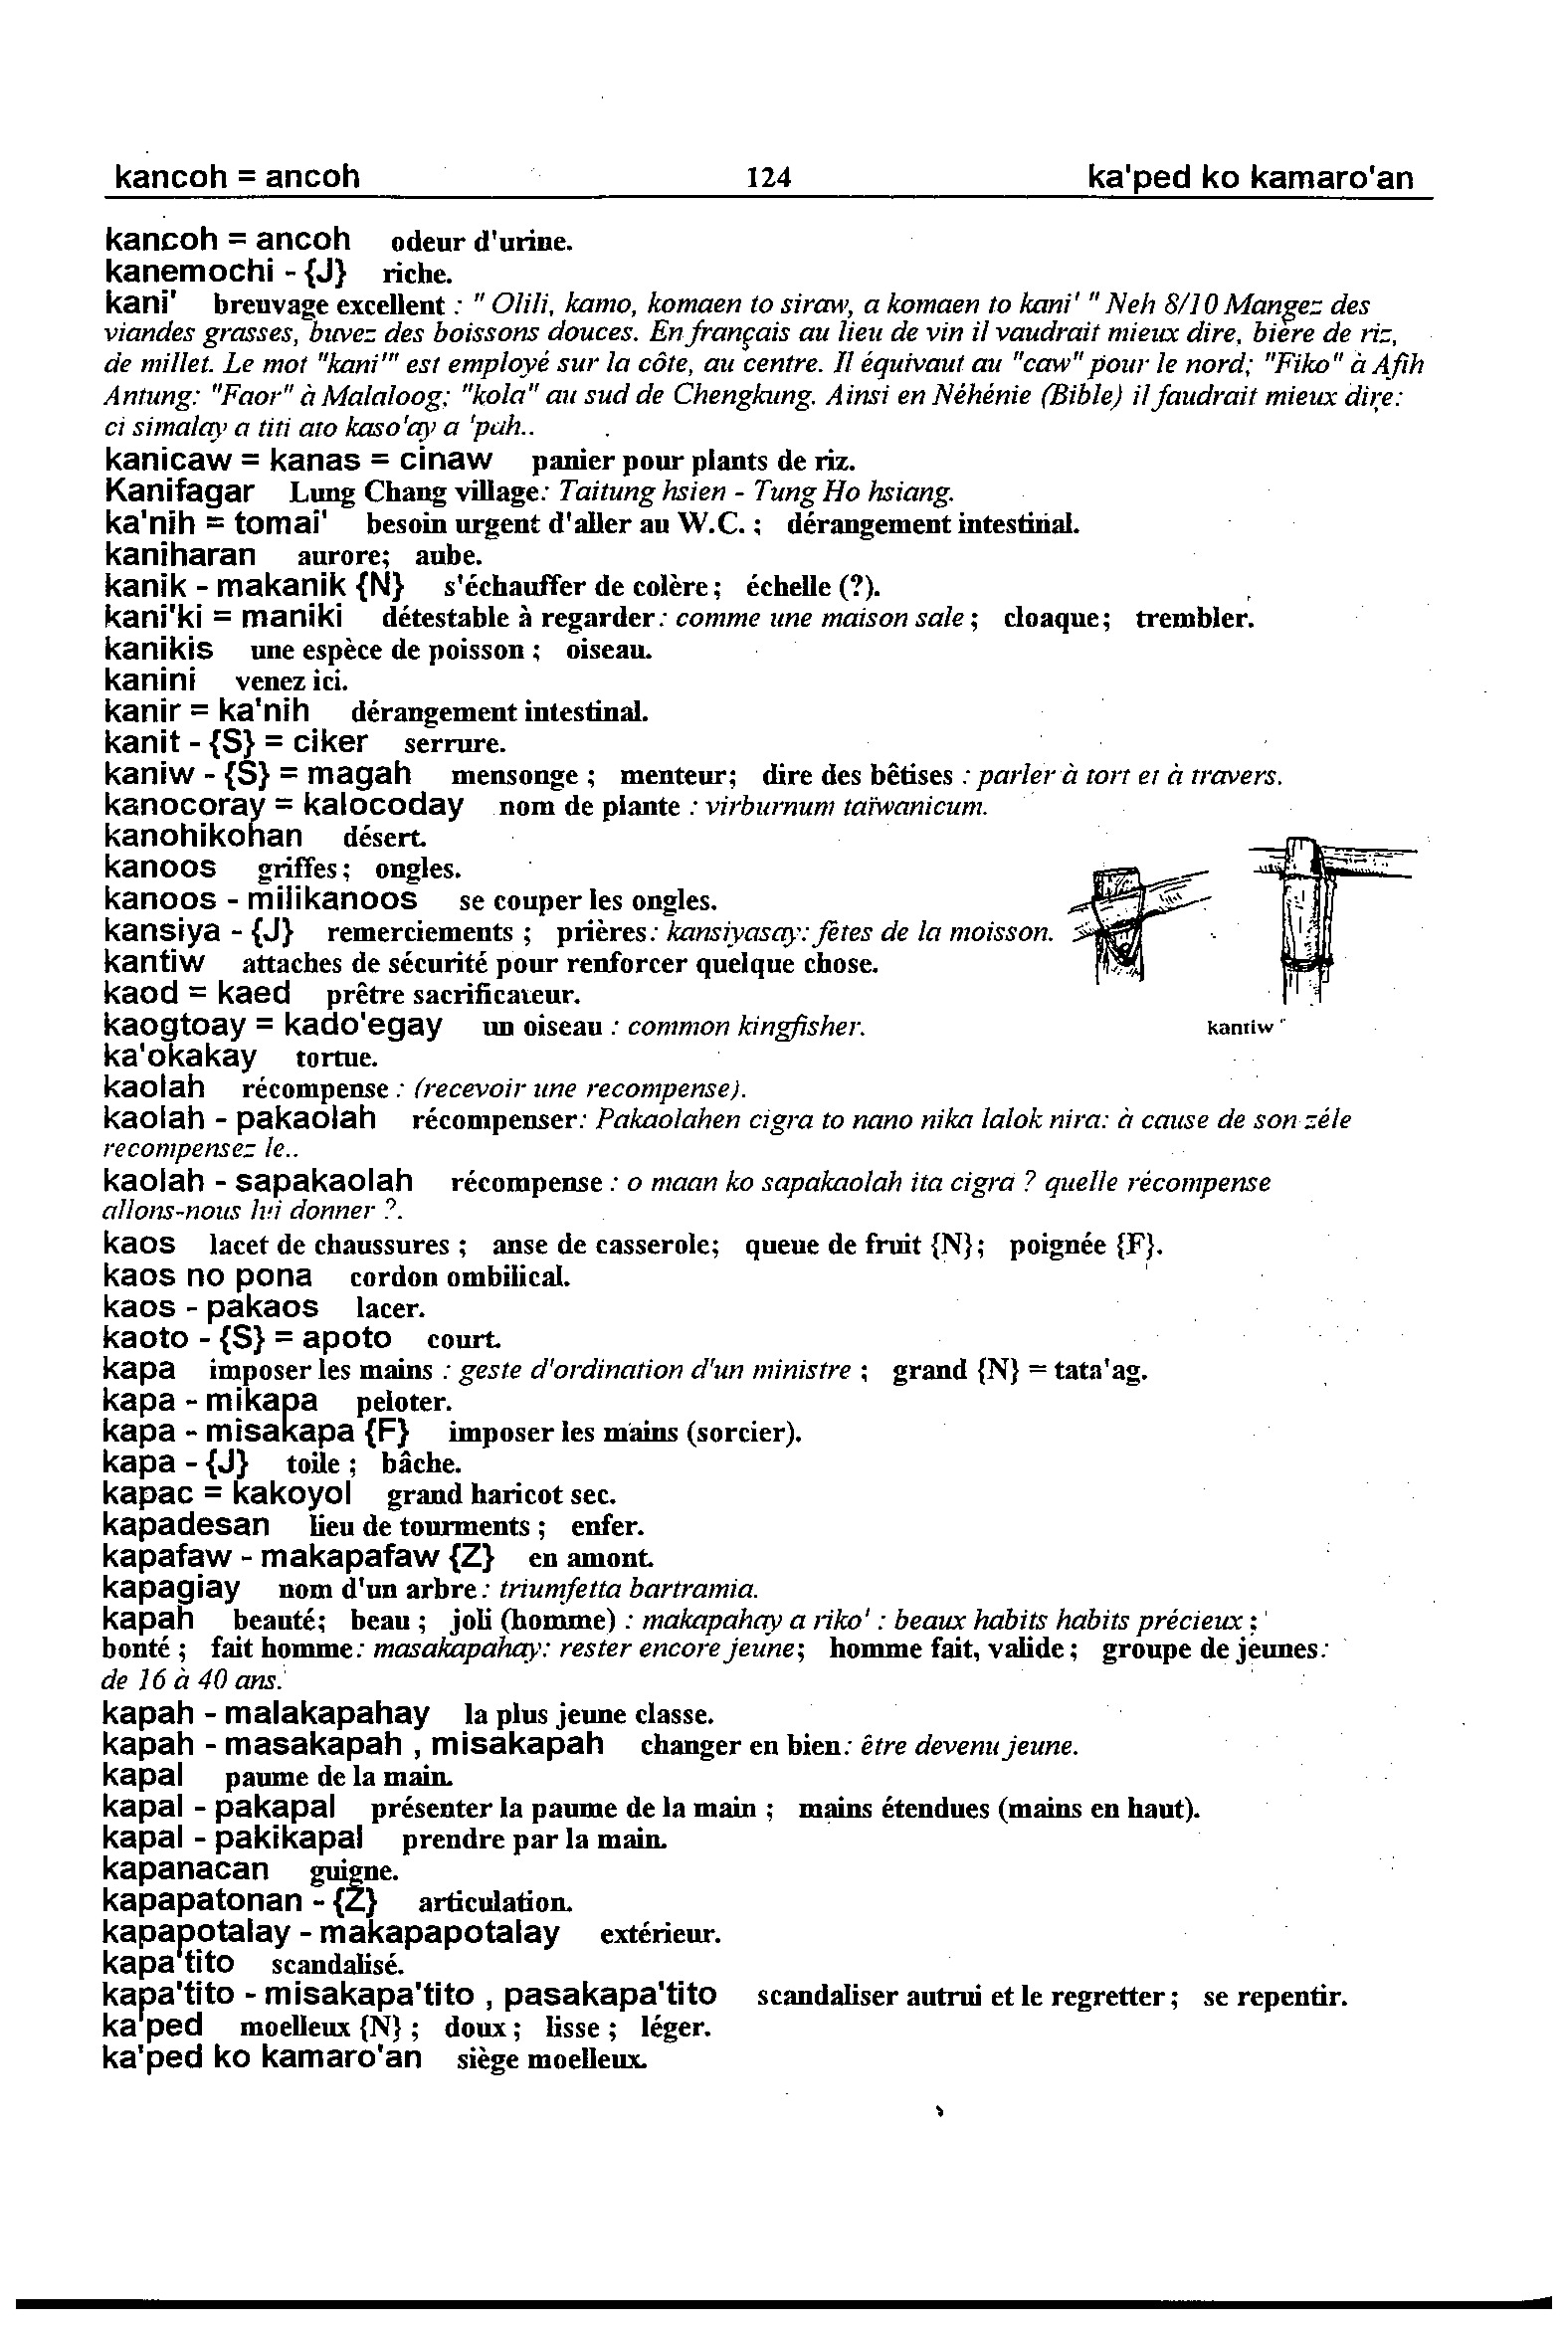 kancoh = ancoh 124 ka'ped ko kamaro'an
kancoh = ancoh odeur d'urine.
kanemochi - {J} riche.
kani' breuvage excellent : " Olili, kamo, komaen to siraw, a komaen to kani' " Neh 8/10 Mangez des
viandes grasses, buvez des boissons douces. En français au lieu de vin il vaudrait mieux dire, bière de riz,
de millet. Le mot "kani'" est employé sur la côte, au centre. Il équivaut au "caw" pour le nord; "Fiko" à Afih
Antung: "Faor" à Malaloog; "kola" au sud de Chengkung. Ainsi en Néhénie (Bible) il faudrait mieux dire:
ci simalay a titi ato kaso'ay a 'pah..
kanicaw = kanas = cinaw panier pour plants de riz.
Kanifagar Lung Chang village: Taitung hsien - Tung Ho hsiang.
ka'nih = tomai' besoin urgent d'aller au W.C. ; dérangement intestinal.
kaniharan aurore; aube.
kanik - makanik {N} s'échauffer de colère ; échelle (?).
kani'ki = maniki détestable à regarder: comme une maison sale ; cloaque; trembler.
kanikis une espèce de poisson ; oiseau.
kanini venez ici.
kanir = ka'nih dérangement intestinal.
kanit - {S} = ciker serrure.
kaniw - {S} = magah mensonge ; menteur; dire des bêtises : parler à tort et à travers.
kanocoray = kalocoday nom de plante : virburnum taïwanicum.
kanohikohan désert.
kanoos griffes; ongles.
kanoos - milikanoos se couper les ongles.
kansiya - {J} remerciements ; prières: kansiyasay: fêtes de la moisson.
kantiw attaches de sécurité pour renforcer quelque chose.
kaod = kaed prêtre sacrificateur.
kaogtoay = kado'egay un oiseau : common kingfisher.
kantiw
ka'okakay tortue.
kaolah récompense : (recevoir une recompense).
kaolah - pakaolah récompenser: Pakaolahen cigra to nano nika lalok nira: à cause de son zéle
recompensez le..
kaolah - sapakaolah récompense : o maan ko sapakaolah ita cigra ? quelle récompense
allons-nous lui donner ?.
kaos lacet de chaussures ; anse de casserole; queue de fruit {N}; poignée {F}.
kaos no pona cordon ombilical.
kaos - pakaos lacer.
kaoto - {S} = apoto court.
kapa imposer les mains : geste d'ordination d'un ministre ; grand {N} = tata'ag.
kapa - mikapa peloter.
kapa - misakapa {F} imposer les mains (sorcier).
kapa - {J} toile ; bâche.
kapac = kakoyol grand haricot sec.
kapadesan lieu de tourments ; enfer.
kapafaw - makapafaw {Z} en amont.
kapagiay nom d'un arbre: triumfetta bartramia.
kapah beauté; beau ; joli (homme) : makapahay a riko' : beaux habits habits précieux ;
bonté ; fait homme: masakapahay: rester encore jeune; homme fait, valide ; groupe de jeunes:
de 16 à 40 ans.
kapah - malakapahay la plus jeune classe.
kapah - masakapah , misakapah changer en bien: être devenu jeune.
kapal paume de la main.
kapal - pakapal présenter la paume de la main ; mains étendues (mains en haut).
kapal - pakikapal prendre par la main.
kapanacan guigne.
kapapatonan - {Z} articulation.
kapapotalay - makapapotalay extérieur.
kapa'tito scandalisé.
kapa'tito - misakapa'tito , pasakapa'tito scandaliser autrui et le regretter ; se repentir.
ka'ped moelleux {N} ; doux ; lisse ; léger.
ka'ped ko kamaro'an siège moelleux.